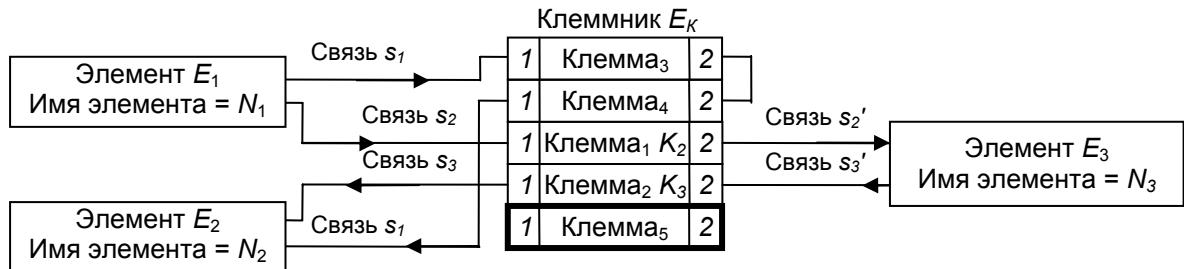 Клеммник E_К
Связь s_1
1 Клемма_3 2
Элемент E_1
Имя элемента = N_1
1 Клемма_4 2
Связь s_2
Связь s_2'
1 Клемма_1 K_2 2
Элемент E_3
Имя элемента = N_3
Связь s_3
Связь s_3'
1 Клемма_2 K_3 2
Элемент E_2
Имя элемента = N_2
Связь s_1
1 Клемма_5 2